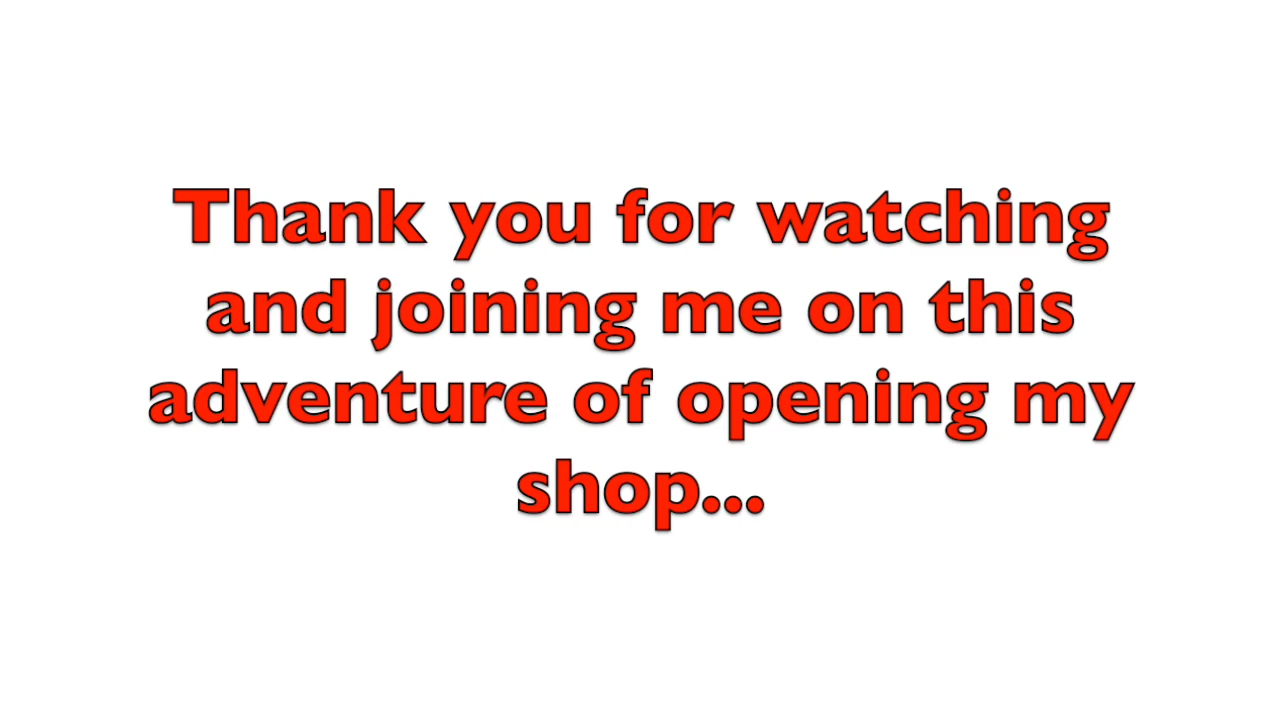 Thank you for watching
and joining me on this
adventure of opening my
shop...